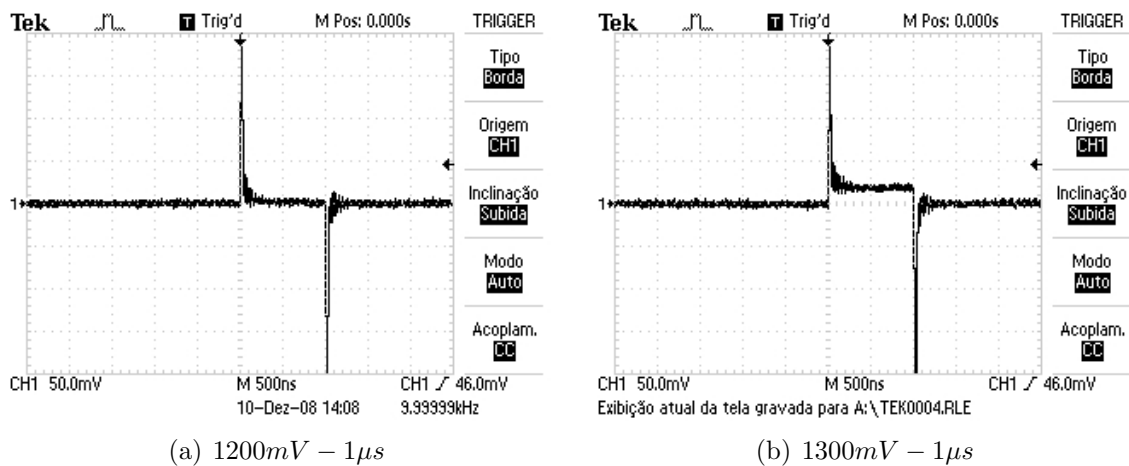 Tek T Trig'd M Pos: 0.000s TRIGGER
Tipo
Borda
Origem
CH1
1
Inclinação
Subida
Modo
Auto
Acoplam.
CC
CH1 50.0mV M 500ns CH1 46.0mV
10-Dez-08 14:08 9.99999kHz
(a) 1200mV − 1μs
Tek T Trig'd M Pos: 0.000s TRIGGER
Tipo
Borda
Origem
CH1
1
Inclinação
Subida
Modo
Auto
Acoplam.
CC
CH1 50.0mV M 500ns CH1 46.0mV
Exibição atual da tela gravada para A:\TEK0004.RLE
(b) 1300mV − 1μs